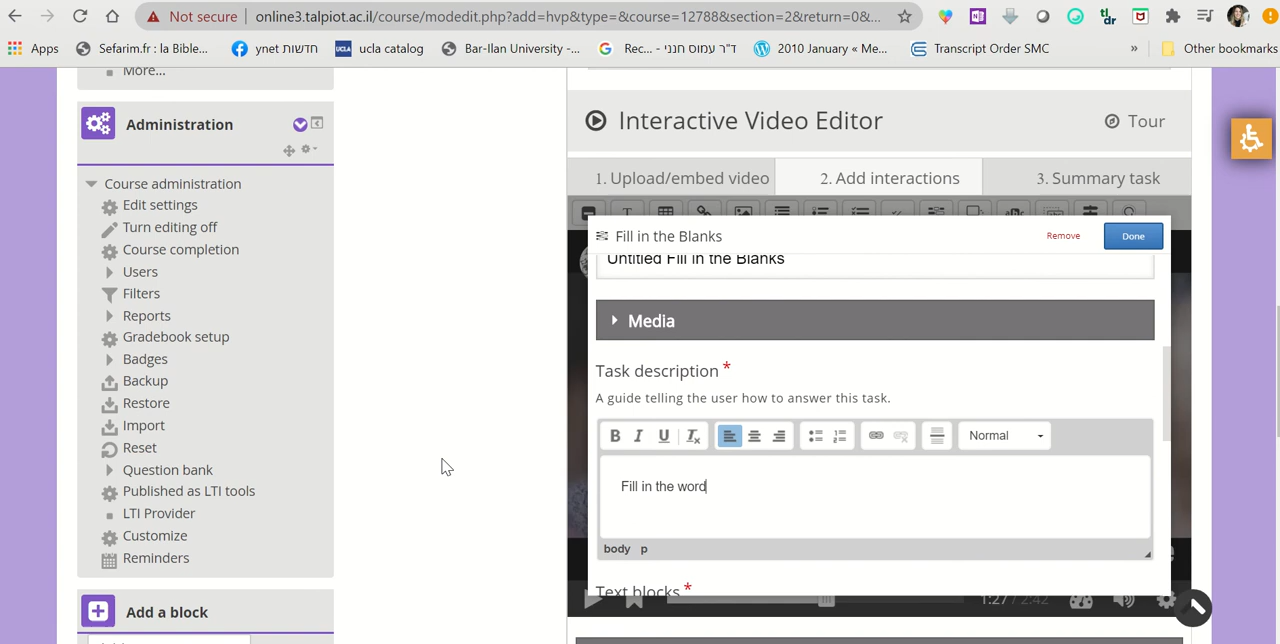 Not secure | online3.talpiot.ac.il/course/modedit.php?add=hvp&type=&course=12788&section=2&return=0&...
Apps Sefarim.fr : la Bible... ynet חדשות UCLA ucla catalog Bar-Ilan University -... Rec... - ד"ר עמוס חנני 2010 January « Me... Transcript Order SMC » Other bookmarks
More...
Administration
Course administration
Edit settings
Turn editing off
Course completion
Users
Filters
Reports
Gradebook setup
Badges
Backup
Restore
Import
Reset
Question bank
Published as LTI tools
LTI Provider
Customize
Reminders
Add a block
Interactive Video Editor Tour
1. Upload/embed video 2. Add interactions 3. Summary task
Fill in the Blanks Remove Done
Untitled Fill in the Blanks
Media
Task description *
A guide telling the user how to answer this task.
B I U Ix Normal
Fill in the word
body p
Text blocks *
1:27 / 2:42